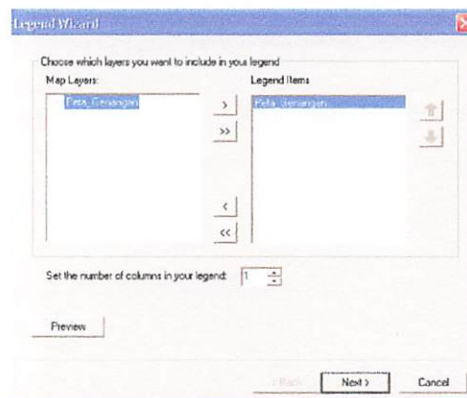 Legend Wizard
Choose which layers you want to include in your legend
Map Layers:
Legend Items
Peta_Genangan
Peta_Genangan
>
>>
<
<<
Set the number of columns in your legend: 1
Preview
< Back
Next >
Cancel